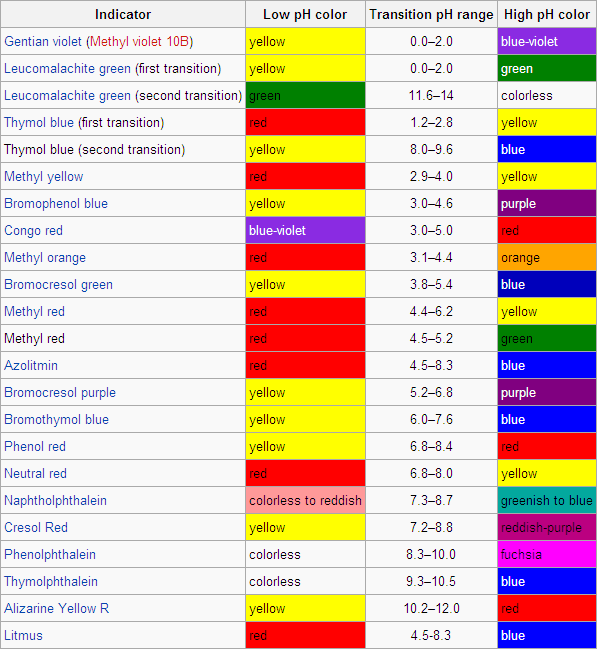 Indicator Low pH color Transition pH range High pH color
Gentian violet (Methyl violet 10B) yellow 0.0–2.0 blue-violet
Leucomalachite green (first transition) yellow 0.0–2.0 green
Leucomalachite green (second transition) green 11.6–14 colorless
Thymol blue (first transition) red 1.2–2.8 yellow
Thymol blue (second transition) yellow 8.0–9.6 blue
Methyl yellow red 2.9–4.0 yellow
Bromophenol blue yellow 3.0–4.6 purple
Congo red blue-violet 3.0–5.0 red
Methyl orange red 3.1–4.4 orange
Bromocresol green yellow 3.8–5.4 blue
Methyl red red 4.4–6.2 yellow
Methyl red red 4.5–5.2 green
Azolitmin red 4.5–8.3 blue
Bromocresol purple yellow 5.2–6.8 purple
Bromothymol blue yellow 6.0–7.6 blue
Phenol red yellow 6.8–8.4 red
Neutral red red 6.8–8.0 yellow
Naphtholphthalein colorless to reddish 7.3–8.7 greenish to blue
Cresol Red yellow 7.2–8.8 reddish-purple
Phenolphthalein colorless 8.3–10.0 fuchsia
Thymolphthalein colorless 9.3–10.5 blue
Alizarine Yellow R yellow 10.2–12.0 red
Litmus red 4.5-8.3 blue